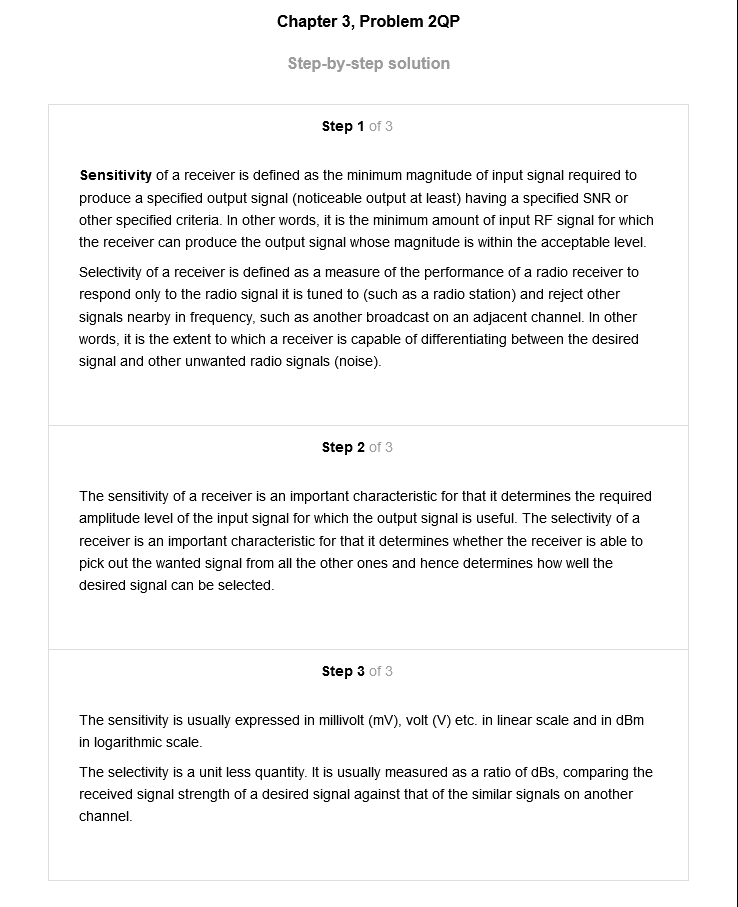 Chapter 3, Problem 2QP
Step-by-step solution
Step 1 of 3
Sensitivity of a receiver is defined as the minimum magnitude of input signal required to
produce a specified output signal (noticeable output at least) having a specified SNR or
other specified criteria. In other words, it is the minimum amount of input RF signal for which
the receiver can produce the output signal whose magnitude is within the acceptable level.
Selectivity of a receiver is defined as a measure of the performance of a radio receiver to
respond only to the radio signal it is tuned to (such as a radio station) and reject other
signals nearby in frequency, such as another broadcast on an adjacent channel. In other
words, it is the extent to which a receiver is capable of differentiating between the desired
signal and other unwanted radio signals (noise).
Step 2 of 3
The sensitivity of a receiver is an important characteristic for that it determines the required
amplitude level of the input signal for which the output signal is useful. The selectivity of a
receiver is an important characteristic for that it determines whether the receiver is able to
pick out the wanted signal from all the other ones and hence determines how well the
desired signal can be selected.
Step 3 of 3
The sensitivity is usually expressed in millivolt (mV), volt (V) etc. in linear scale and in dBm
in logarithmic scale.
The selectivity is a unit less quantity. It is usually measured as a ratio of dBs, comparing the
received signal strength of a desired signal against that of the similar signals on another
channel.